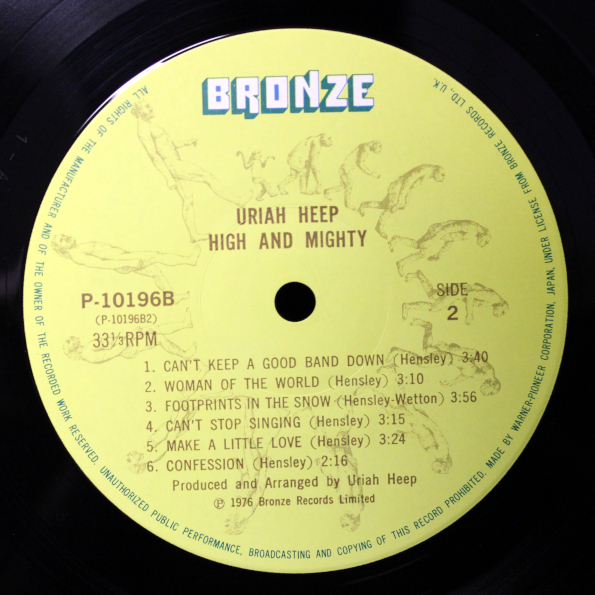 BRONZE
URIAH HEEP
HIGH AND MIGHTY
P-10196B
(P-10196B2)
33⅓RPM
SIDE
2
1. CAN'T KEEP A GOOD BAND DOWN (Hensley) 3:40
2. WOMAN OF THE WORLD (Hensley) 3:10
3. FOOTPRINTS IN THE SNOW (Hensley-Wetton) 3:56
4. CAN'T STOP SINGING (Hensley) 3:15
5. MAKE A LITTLE LOVE (Hensley) 3:24
6. CONFESSION (Hensley) 2:16
Produced and Arranged by Uriah Heep
℗ 1976 Bronze Records Limited
ALL RIGHTS OF THE MANUFACTURER AND OF THE OWNER OF THE RECORDED WORK RESERVED. UNAUTHORIZED PUBLIC PERFORMANCE, BROADCASTING AND COPYING OF THIS RECORD PROHIBITED. MADE BY WARNER-PIONEER CORPORATION, JAPAN, UNDER LICENSE FROM BRONZE RECORDS LTD., U.K.